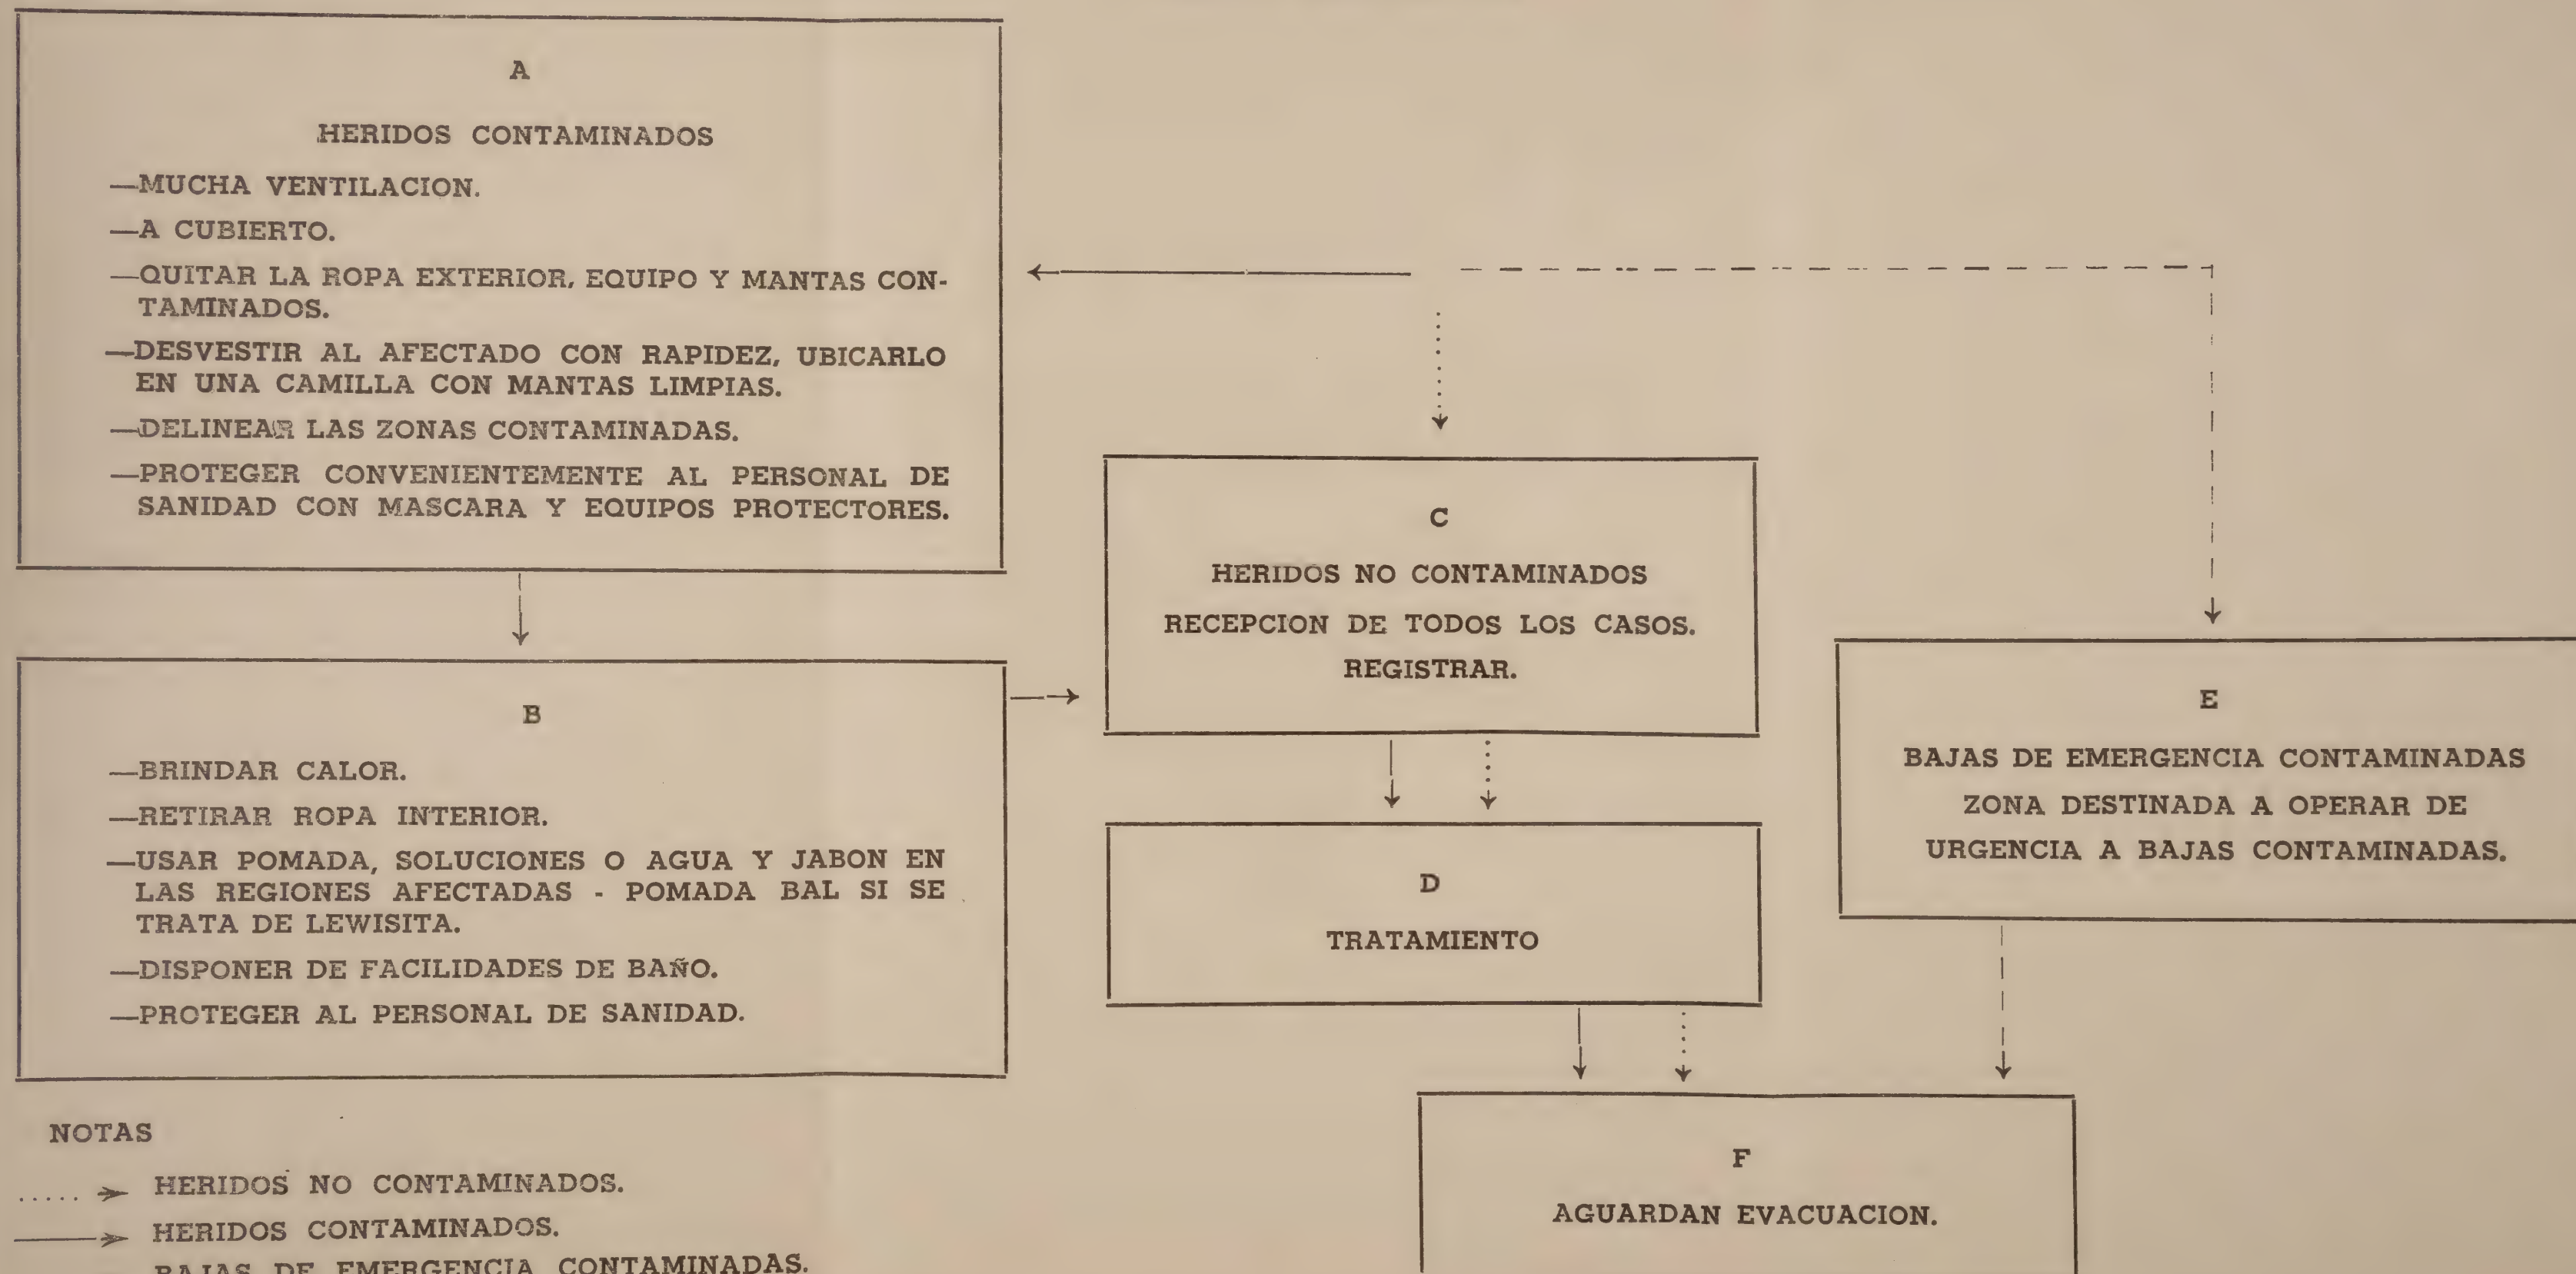 A
HERIDOS CONTAMINADOS
—MUCHA VENTILACION.
—A CUBIERTO.
—QUITAR LA ROPA EXTERIOR, EQUIPO Y MANTAS CON-
TAMINADOS.
—DESVESTIR AL AFECTADO CON RAPIDEZ, UBICARLO
EN UNA CAMILLA CON MANTAS LIMPIAS.
—DELINEAR LAS ZONAS CONTAMINADAS.
—PROTEGER CONVENIENTEMENTE AL PERSONAL DE
SANIDAD CON MASCARA Y EQUIPOS PROTECTORES.
B
—BRINDAR CALOR.
—RETIRAR ROPA INTERIOR.
—USAR POMADA, SOLUCIONES O AGUA Y JABON EN
LAS REGIONES AFECTADAS - POMADA BAL SI SE
TRATA DE LEWISITA.
—DISPONER DE FACILIDADES DE BAÑO.
—PROTEGER AL PERSONAL DE SANIDAD.
C
HERIDOS NO CONTAMINADOS
RECEPCION DE TODOS LOS CASOS.
REGISTRAR.
D
TRATAMIENTO
E
BAJAS DE EMERGENCIA CONTAMINADAS
ZONA DESTINADA A OPERAR DE
URGENCIA A BAJAS CONTAMINADAS.
F
AGUARDAN EVACUACION.
NOTAS
HERIDOS NO CONTAMINADOS.
HERIDOS CONTAMINADOS.
BAJAS DE EMERGENCIA CONTAMINADAS.